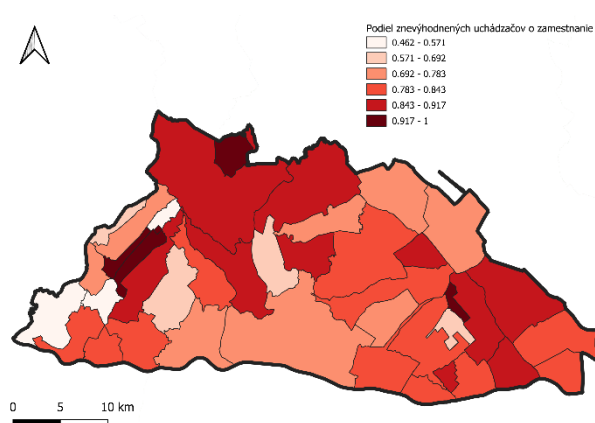 Podiel znevýhodnených uchádzačov o zamestnanie
0.462 - 0.571
0.571 - 0.692
0.692 - 0.783
0.783 - 0.843
0.843 - 0.917
0.917 - 1
0 5 10 km